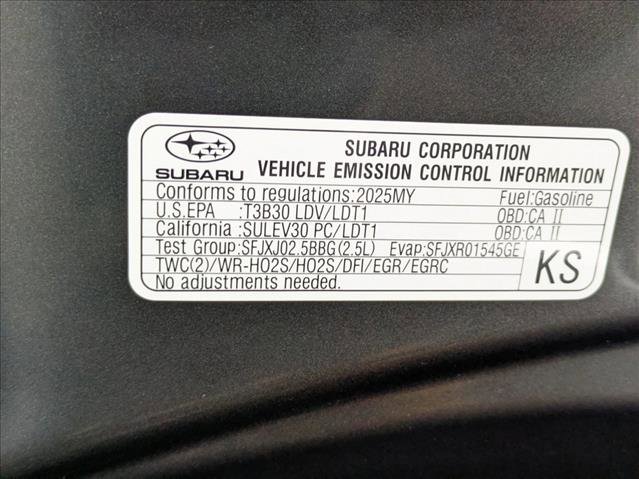 SUBARU
SUBARU CORPORATION
VEHICLE EMISSION CONTROL INFORMATION
Conforms to regulations:2025MY Fuel:Gasoline
U.S.EPA :T3B30 LDV/LDT1 OBD:CA II
California :SULEV30 PC/LDT1 OBD:CA II
Test Group:SFJXJ02.5BBG(2.5L) Evap:SFJXR01545GE
TWC(2)/WR-HO2S/HO2S/DFI/EGR/EGRC
No adjustments needed.
KS